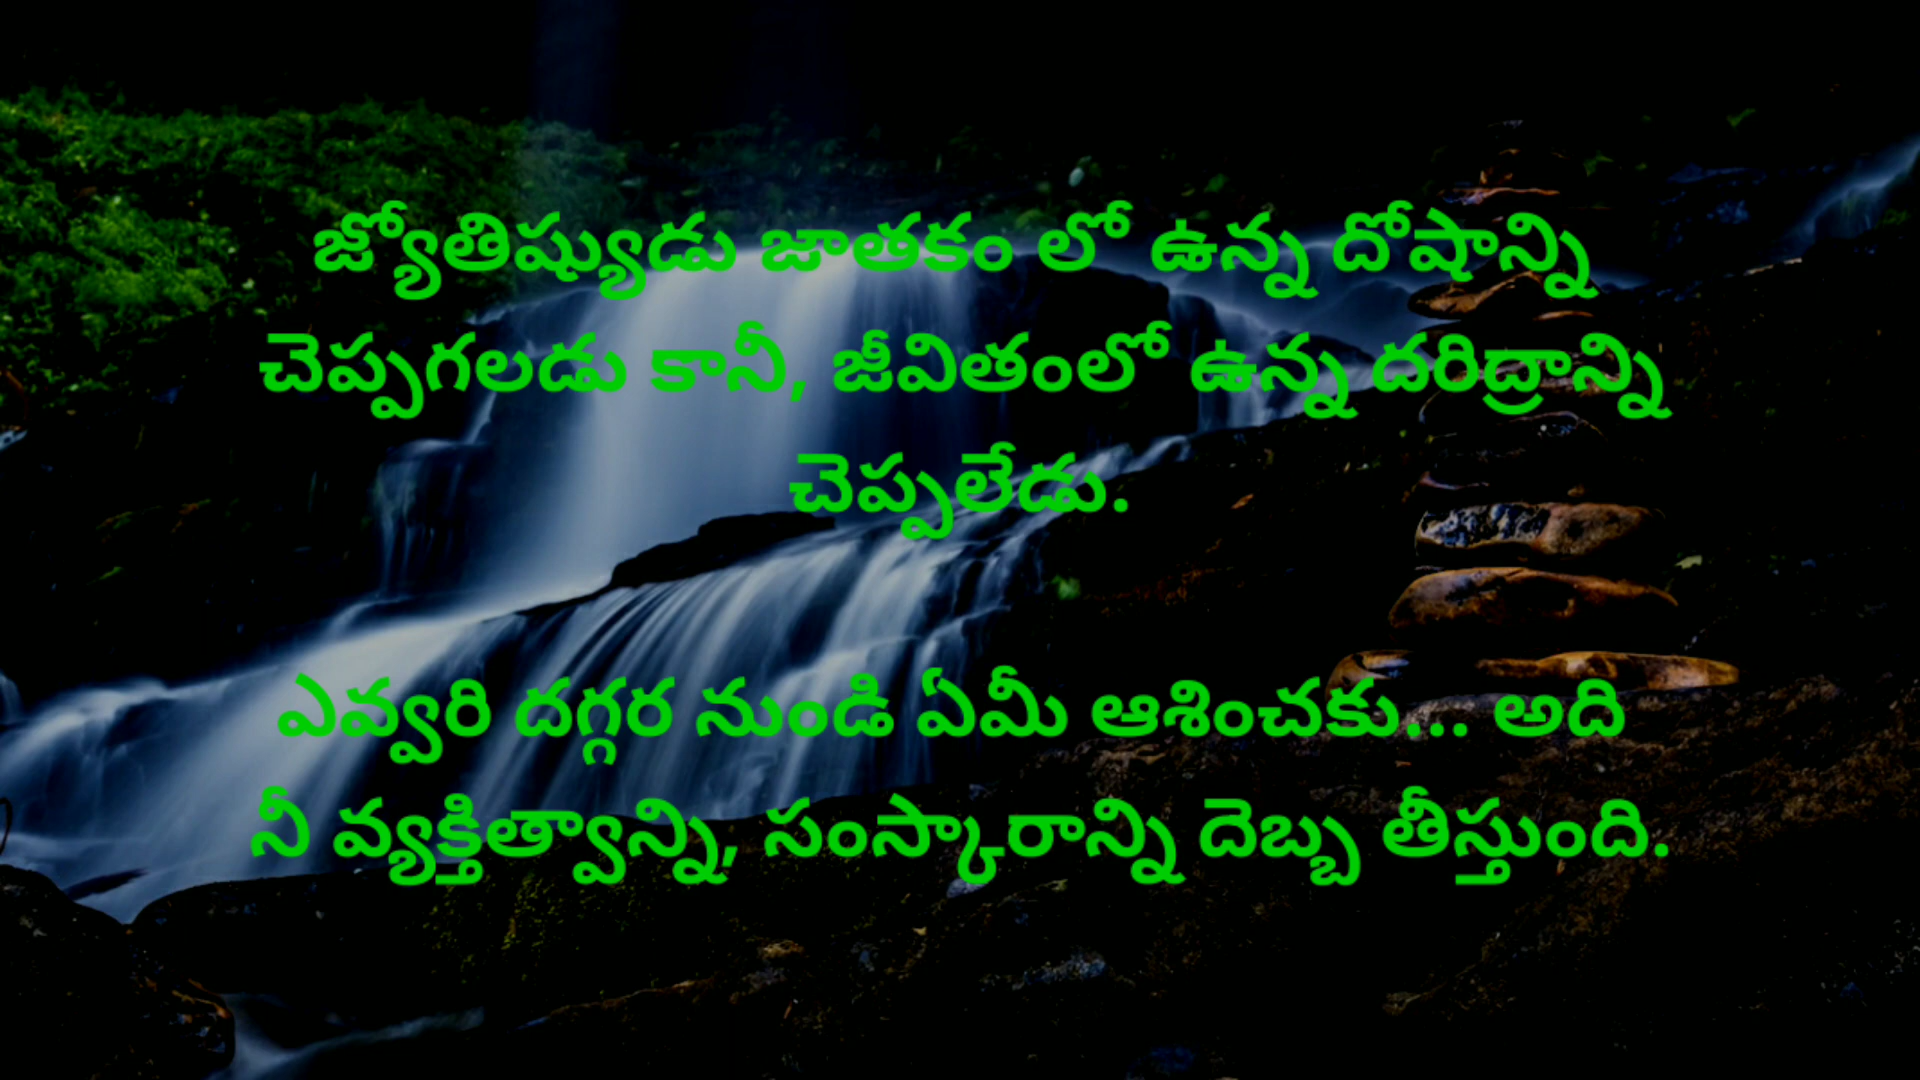 జ్యోతిష్యుడు జాతకం లో ఉన్న దోషాన్ని
చెప్పగలడు కానీ, జీవితంలో ఉన్న దరిద్రాన్ని
చెప్పలేడు.
ఎవ్వరి దగ్గర నుండి ఏమీ ఆశించకు... అది
నీ వ్యక్తిత్వాన్ని, సంస్కారాన్ని దెబ్బ తీస్తుంది.